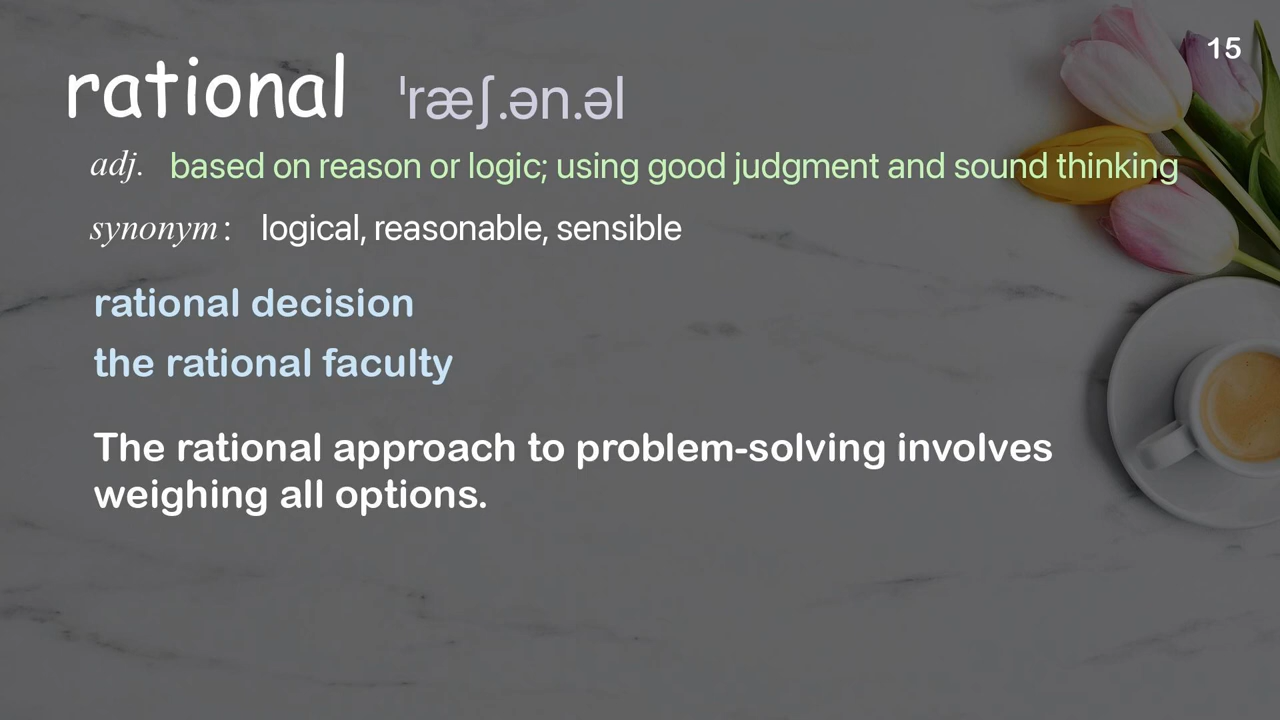 15
rational ˈræʃ.ən.əl
adj. based on reason or logic; using good judgment and sound thinking
synonym: logical, reasonable, sensible
rational decision
the rational faculty
The rational approach to problem-solving involves
weighing all options.